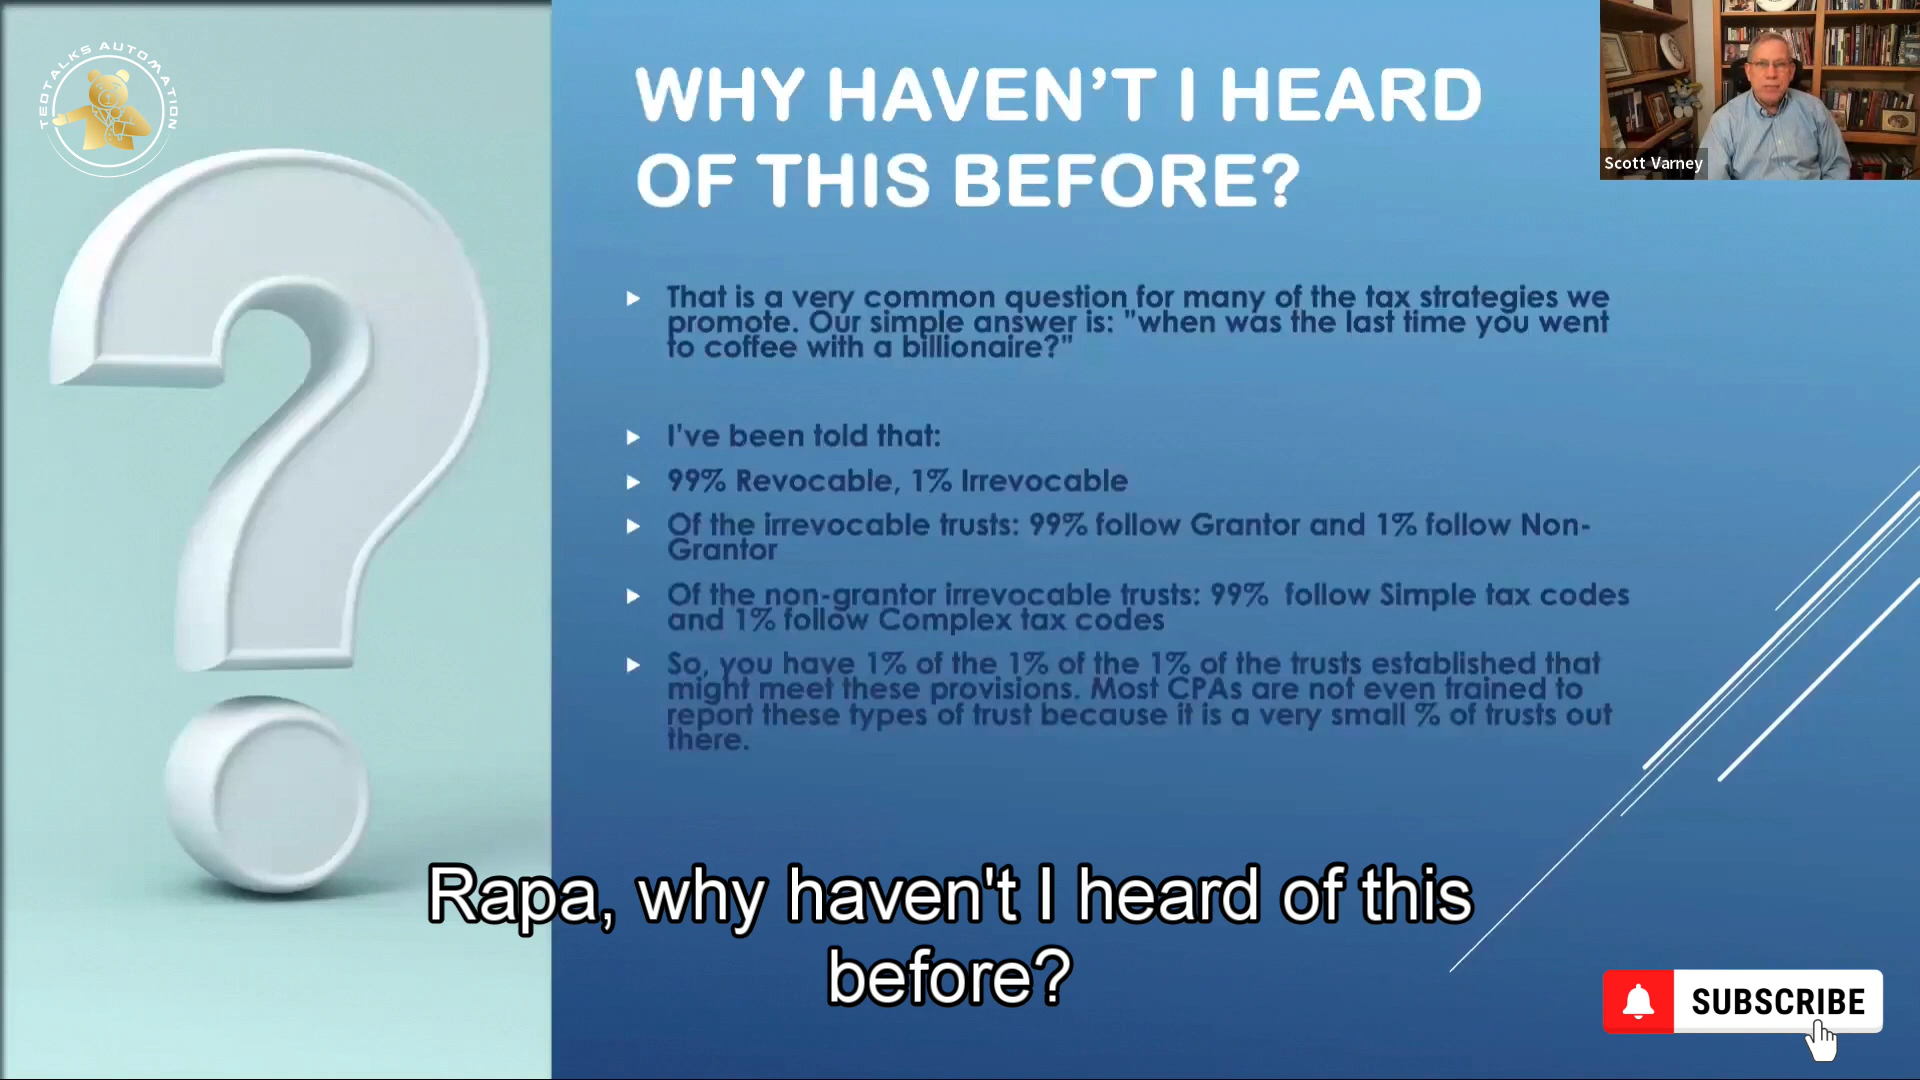 TEDTALKS AUTOMATION
WHY HAVEN’T I HEARD
OF THIS BEFORE?
Scott Varney
That is a very common question for many of the tax strategies we
promote. Our simple answer is: "when was the last time you went
to coffee with a billionaire?"
I've been told that:
99% Revocable, 1% Irrevocable
Of the irrevocable trusts: 99% follow Grantor and 1% follow Non-
Grantor
Of the non-grantor irrevocable trusts: 99% follow Simple tax codes
and 1% follow Complex tax codes
So, you have 1% of the 1% of the 1% of the trusts established that
might meet these provisions. Most CPAs are not even trained to
report these types of trust because it is a very small % of trusts out
there.
Rapa, why haven't I heard of this
before?
SUBSCRIBE